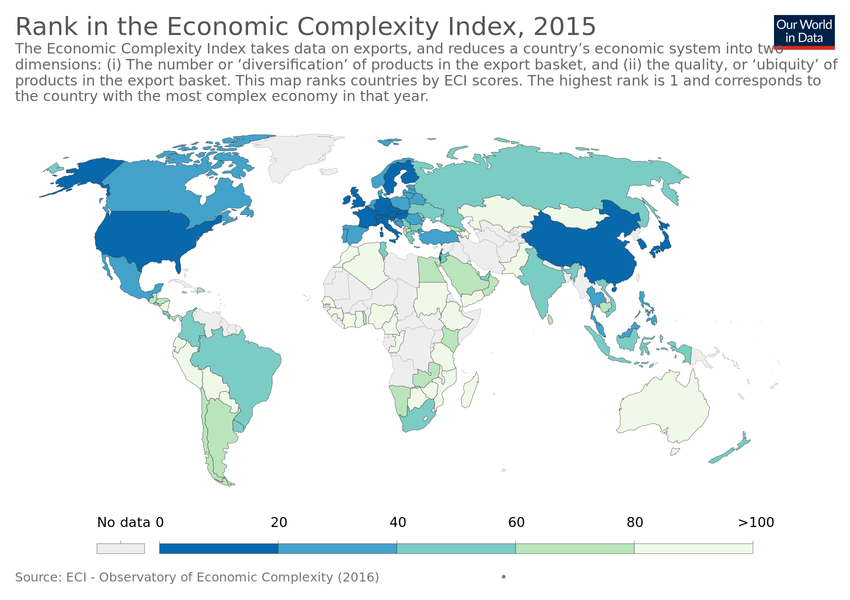 Rank in the Economic Complexity Index, 2015
Our World
in Data
The Economic Complexity Index takes data on exports, and reduces a country's economic system into two
dimensions: (i) The number or ‘diversification’ of products in the export basket, and (ii) the quality, or ‘ubiquity’ of
products in the export basket. This map ranks countries by ECI scores. The highest rank is 1 and corresponds to
the country with the most complex economy in that year.
No data 0 20 40 60 80 >100
Source: ECI - Observatory of Economic Complexity (2016) •